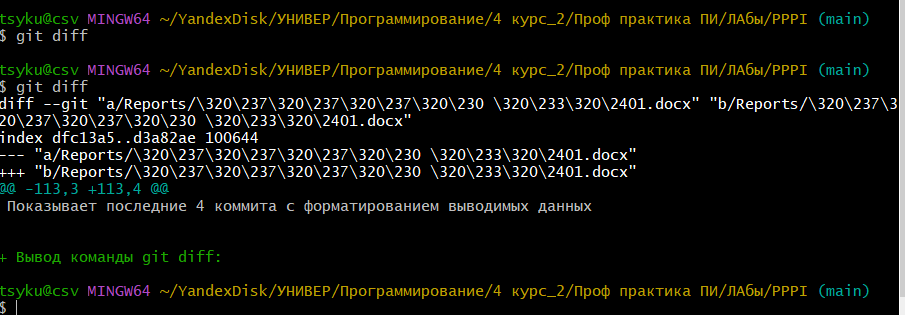 tsyku@csv MINGW64 ~/YandexDisk/УНИВЕР/Программирование/4 курс_2/Проф практика ПИ/ЛАбы/PPPI (main)
$ git diff
tsyku@csv MINGW64 ~/YandexDisk/УНИВЕР/Программирование/4 курс_2/Проф практика ПИ/ЛАбы/PPPI (main)
$ git diff
diff --git "a/Reports/\320\237\320\237\320\237\320\230 \320\233\320\2401.docx" "b/Reports/\320\237\3
20\237\320\237\320\230 \320\233\320\2401.docx"
index dfc13a5..d3a82ae 100644
--- "a/Reports/\320\237\320\237\320\237\320\230 \320\233\320\2401.docx"
+++ "b/Reports/\320\237\320\237\320\237\320\230 \320\233\320\2401.docx"
@@ -113,3 +113,4 @@
Показывает последние 4 коммита с форматированием выводимых данных
+ Вывод команды git diff:
tsyku@csv MINGW64 ~/YandexDisk/УНИВЕР/Программирование/4 курс_2/Проф практика ПИ/ЛАбы/PPPI (main)
$